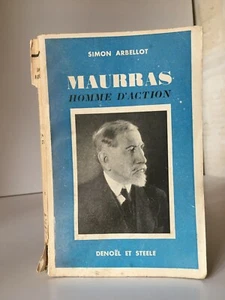 SIMON ARBELLOT
MAURRAS
HOMME D'ACTION
DENOËL ET STEELE